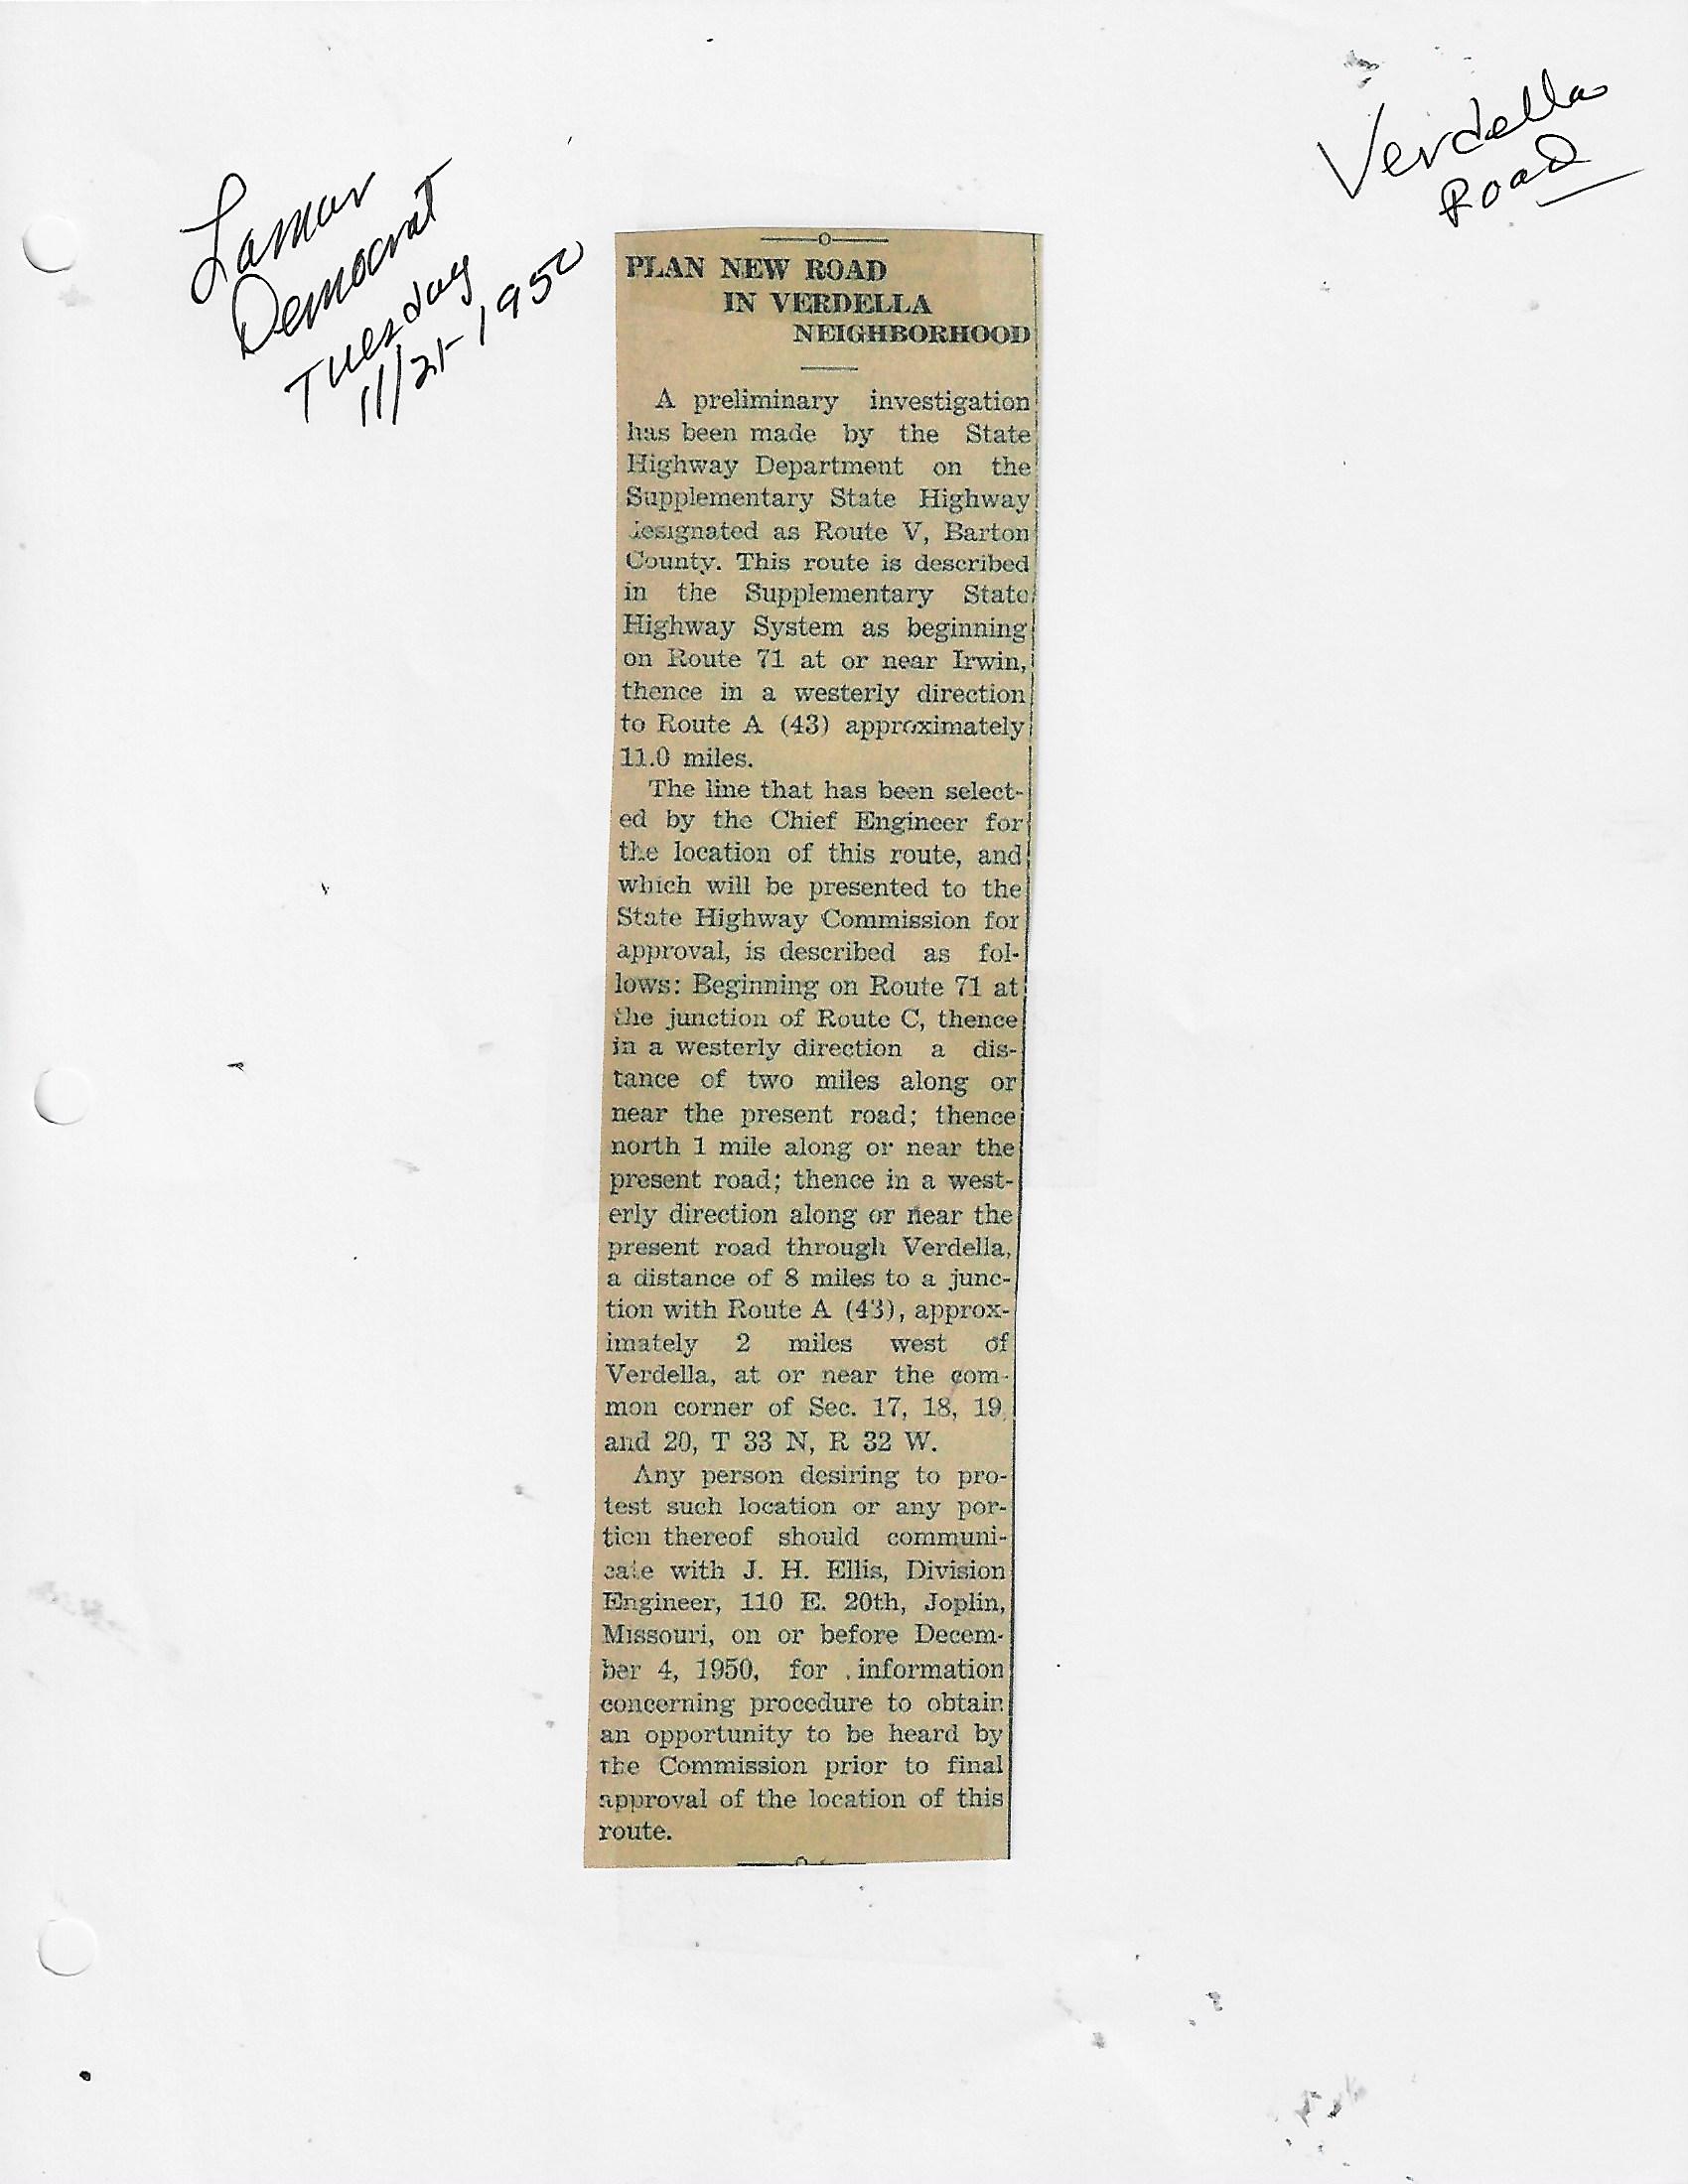 Verdella
Road
Lamar
Democrat
Tuesday
11/21-1950
PLAN NEW ROAD
IN VERDELLA
NEIGHBORHOOD
A preliminary investigation
has been made by the State
Highway Department on the
Supplementary State Highway
designated as Route V, Barton
County. This route is described
in the Supplementary State
Highway System as beginning
on Route 71 at or near Irwin,
thence in a westerly direction
to Route A (43) approximately
11.0 miles.
The line that has been select-
ed by the Chief Engineer for
the location of this route, and
which will be presented to the
State Highway Commission for
approval, is described as fol-
lows: Beginning on Route 71 at
the junction of Route C, thence
in a westerly direction a dis-
tance of two miles along or
near the present road; thence
north 1 mile along or near the
present road; thence in a west-
erly direction along or near the
present road through Verdella,
a distance of 8 miles to a junc-
tion with Route A (43), approx-
imately 2 miles west of
Verdella, at or near the com-
mon corner of Sec. 17, 18, 19,
and 20, T 33 N, R 32 W.
Any person desiring to pro-
test such location or any por-
tion thereof should communi-
cate with J. H. Ellis, Division
Engineer, 110 E. 20th, Joplin,
Missouri, on or before Decem-
ber 4, 1950, for information
concerning procedure to obtain
an opportunity to be heard by
the Commission prior to final
approval of the location of this
route.